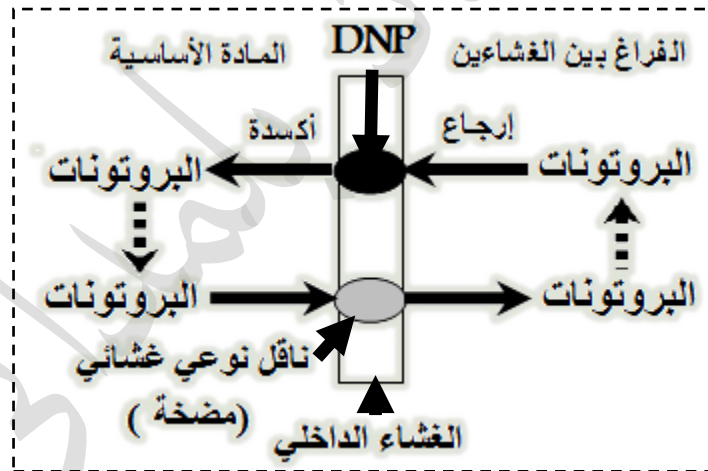 الفراغ بين الغشاءين
DNP
المادة الأساسية
إرجاع
أكسدة
البروتونات
البروتونات
البروتونات
البروتونات
ناقل نوعي غشائي
(مضخة )
الغشاء الداخلي